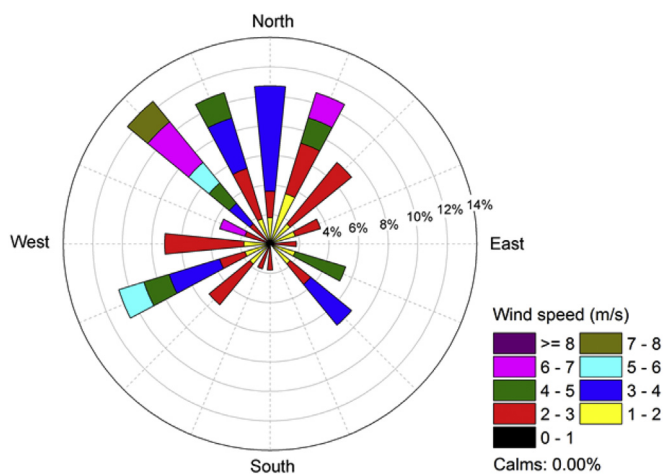 North
4% 6% 8% 10% 12% 14%
West
East
Wind speed (m/s)
>= 8 7 - 8
6 - 7 5 - 6
4 - 5 3 - 4
2 - 3 1 - 2
0 - 1
South
Calms: 0.00%